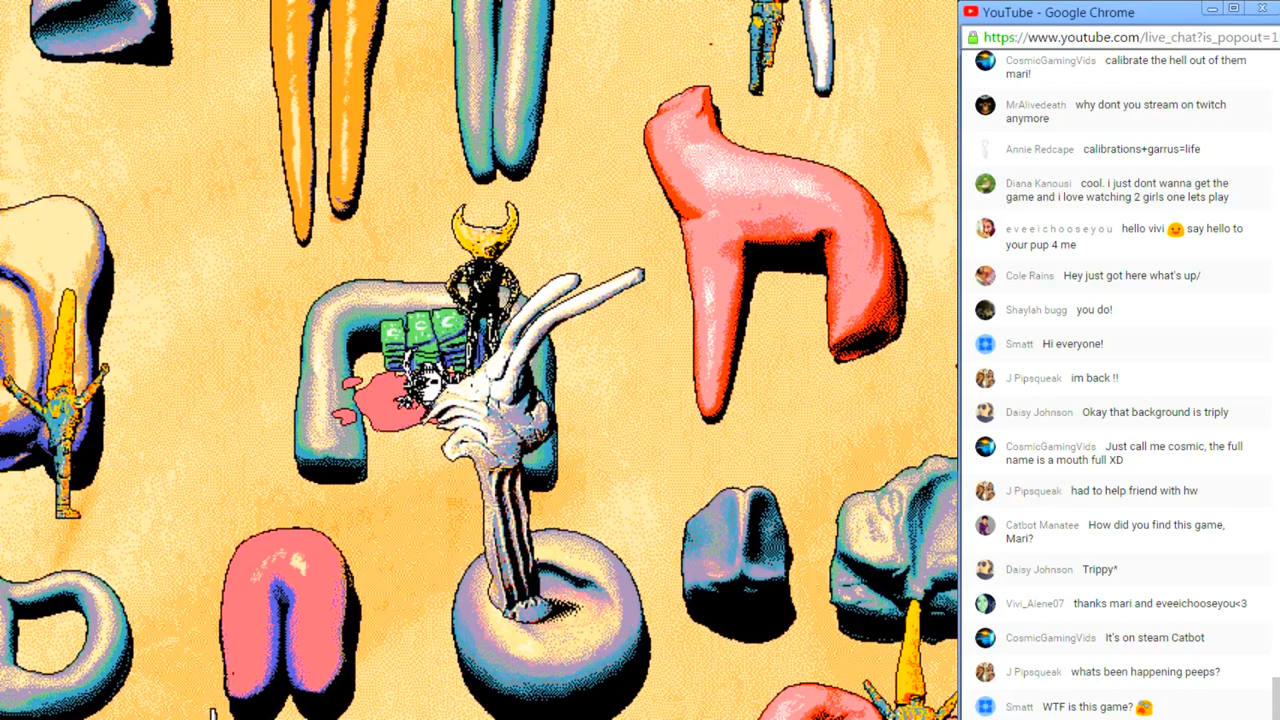 YouTube - Google Chrome
https://www.youtube.com/live_chat?is_popout=1
CosmicGamingVids calibrate the hell out of them
mari!
MrAlivedeath why dont you stream on twitch
anymore
Annie Redcape calibrations+garrus=life
Diana Kanousi cool. i just dont wanna get the
game and i love watching 2 girls one lets play
e v e e i c h o o s e y o u hello vivi say hello to
your pup 4 me
Cole Rains Hey just got here what's up/
Shaylah bugg you do!
Smatt Hi everyone!
J Pipsqueak im back !!
Daisy Johnson Okay that background is triply
CosmicGamingVids Just call me cosmic, the full
name is a mouth full XD
J Pipsqueak had to help friend with hw
Catbot Manatee How did you find this game,
Mari?
Daisy Johnson Trippy*
Vivi_Alene07 thanks mari and eveeichooseyou<3
CosmicGamingVids It's on steam Catbot
J Pipsqueak whats been happening peeps?
Smatt WTF is this game?